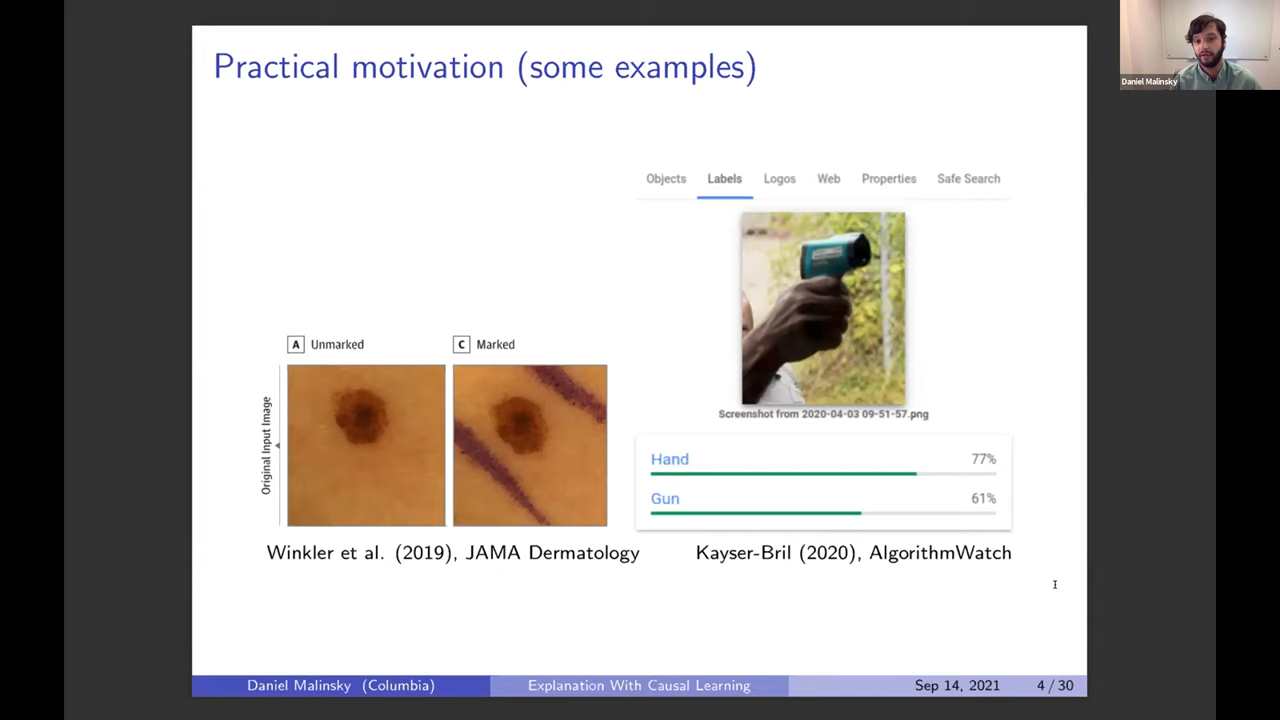 Practical motivation (some examples)
Daniel Malinsky
Objects Labels Logos Web Properties Safe Search
Screenshot from 2020-04-03 09-51-57.png
Hand 77%
Gun 61%
A Unmarked
C Marked
Original Input Image
Winkler et al. (2019), JAMA Dermatology
Kayser-Bril (2020), AlgorithmWatch
Daniel Malinsky (Columbia)
Explanation With Causal Learning
Sep 14, 2021
4 / 30